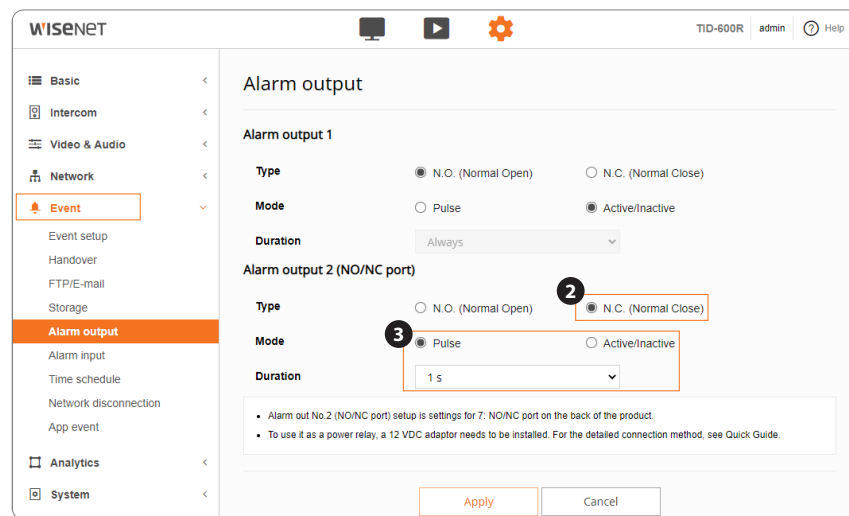 WISENET TID-600R admin ? Help
Basic
Intercom
Video & Audio
Network
Event
Event setup
Handover
FTP/E-mail
Storage
Alarm output
Alarm input
Time schedule
Network disconnection
App event
Analytics
System
Alarm output
Alarm output 1
Type N.O. (Normal Open) N.C. (Normal Close)
Mode Pulse Active/Inactive
Duration Always
Alarm output 2 (NO/NC port)
2
Type N.O. (Normal Open) N.C. (Normal Close)
3
Mode Pulse Active/Inactive
Duration 1 s
• Alarm out No.2 (NO/NC port) setup is settings for 7: NO/NC port on the back of the product.
• To use it as a power relay, a 12 VDC adaptor needs to be installed. For the detailed connection method, see Quick Guide.
Apply Cancel